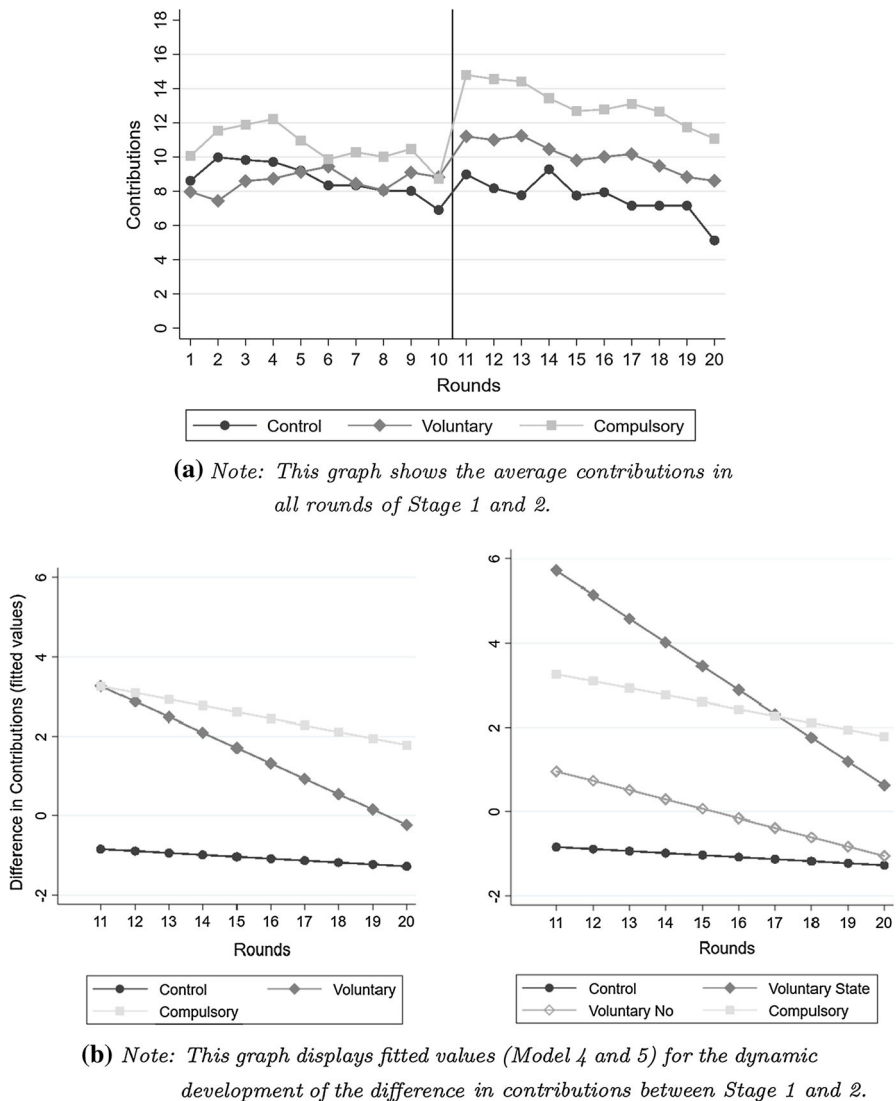 18
16
14
12
10
8
6
4
2
0
Contributions
1 2 3 4 5 6 7 8 9 10 11 12 13 14 15 16 17 18 19 20
Rounds
Control Voluntary Compulsory
(a) Note: This graph shows the average contributions in
all rounds of Stage 1 and 2.
Difference in Contributions (fitted values)
6
4
2
0
-2
11 12 13 14 15 16 17 18 19 20
Rounds
Control Voluntary
Compulsory
6
4
2
0
-2
11 12 13 14 15 16 17 18 19 20
Rounds
Control Voluntary State
Voluntary No Compulsory
(b) Note: This graph displays fitted values (Model 4 and 5) for the dynamic
development of the difference in contributions between Stage 1 and 2.